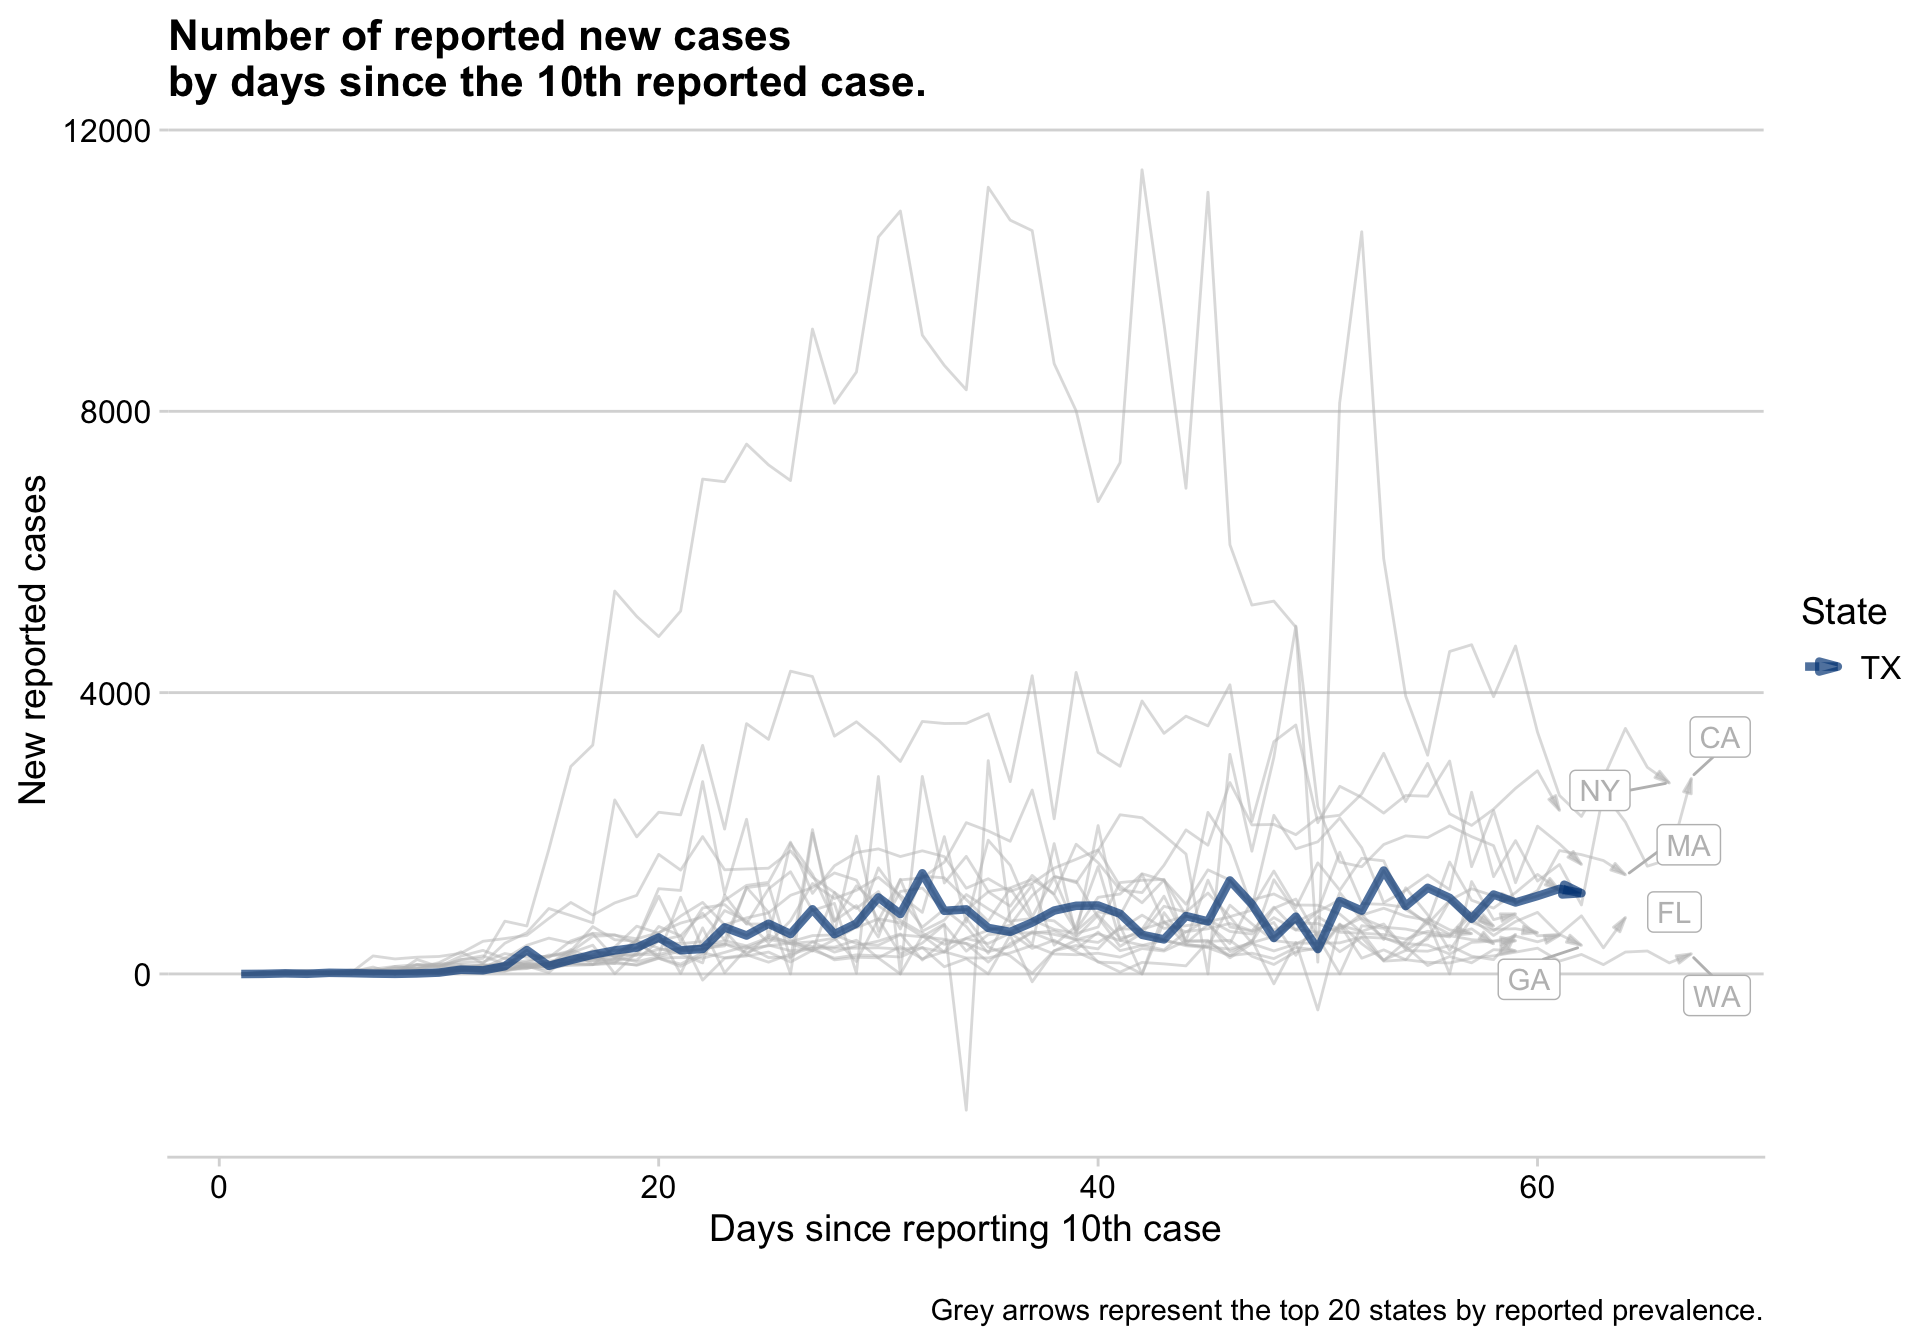 Number of reported new cases
by days since the 10th reported case.
12000
8000
4000
0
New reported cases
State
TX
CA
NY
MA
FL
GA
WA
0
20
40
60
Days since reporting 10th case
Grey arrows represent the top 20 states by reported prevalence.